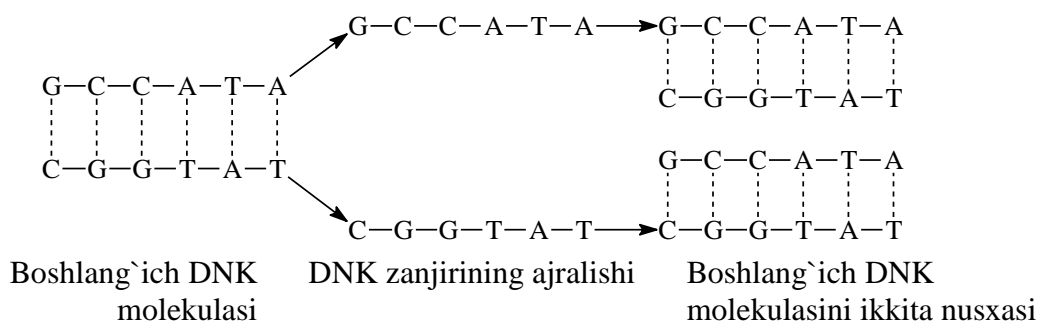 G–C–C–A–T–A
G–C–C–A–T–A
G–C–C–A–T–A
C–G–G–T–A–T
C–G–G–T–A–T
G–C–C–A–T–A
C–G–G–T–A–T
C–G–G–T–A–T
Boshlang`ich DNK
molekulasi
DNK zanjirining ajralishi
Boshlang`ich DNK
molekulasini ikkita nusxasi